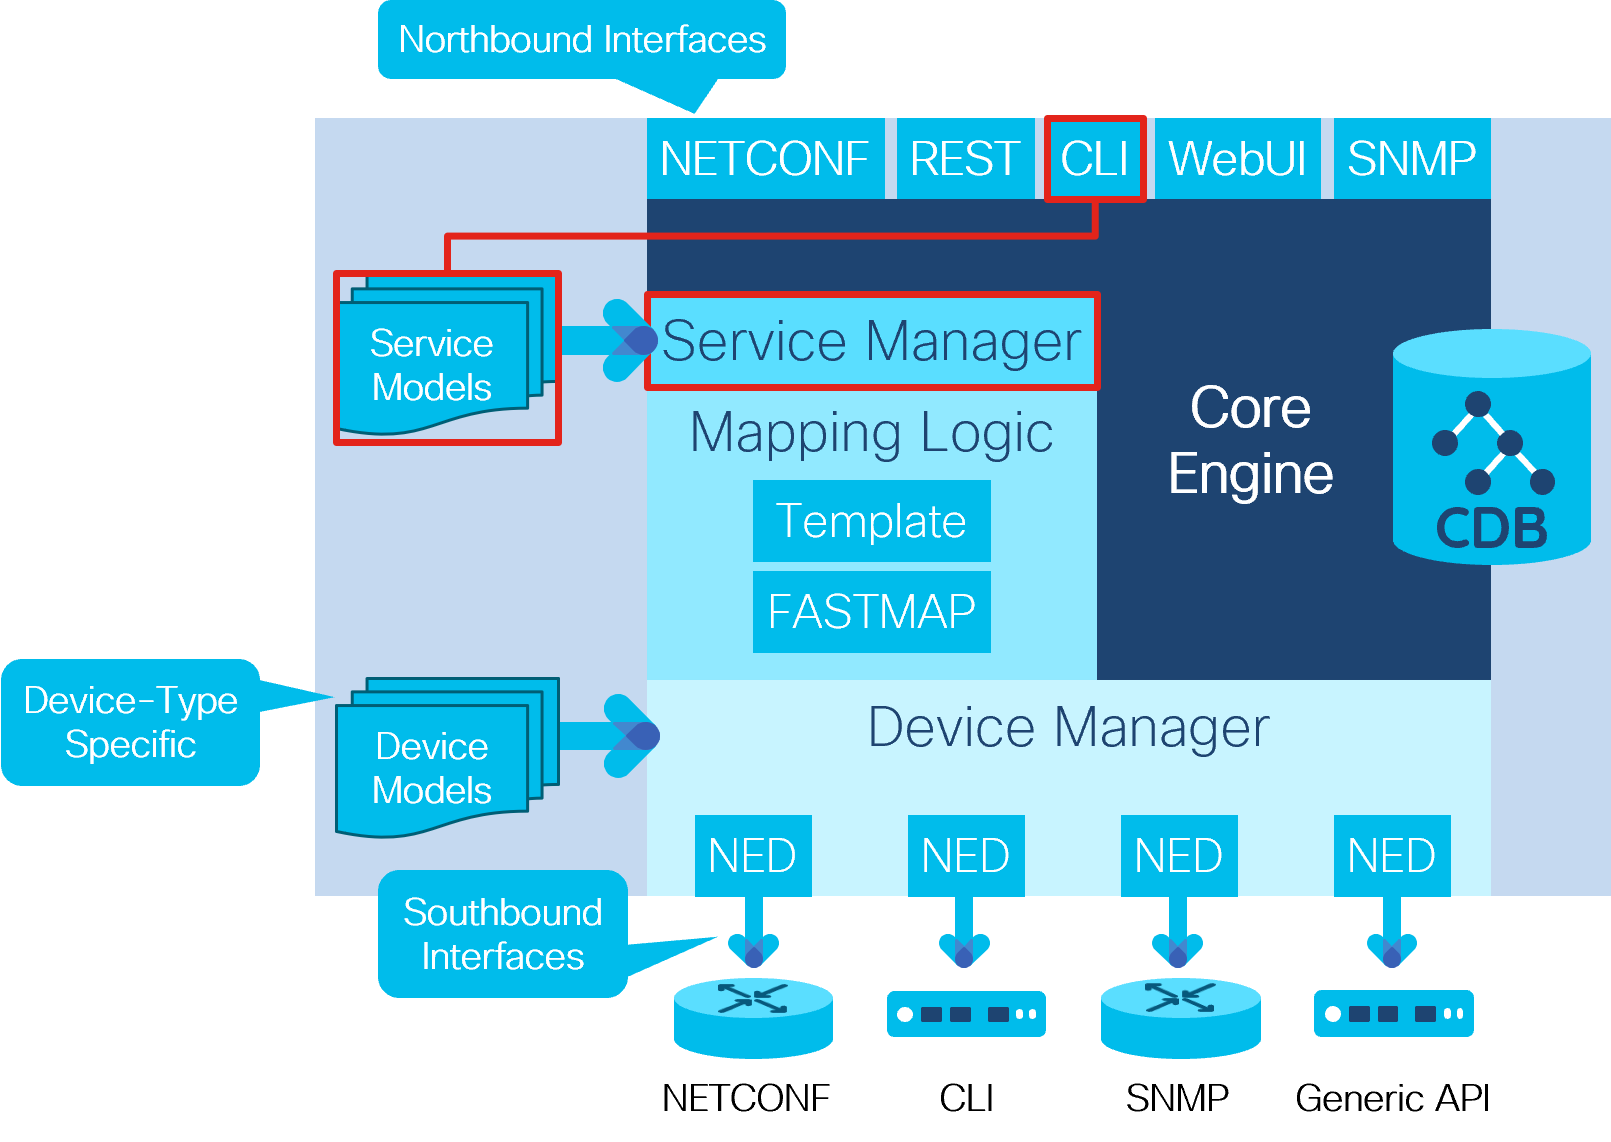 Northbound Interfaces
NETCONF REST CLI WebUI SNMP
Service
Models
Service Manager
Mapping Logic
Template
FASTMAP
Core
Engine
CDB
Device-Type
Specific
Device
Models
Device Manager
NED NED NED NED
Southbound
Interfaces
NETCONF CLI SNMP Generic API